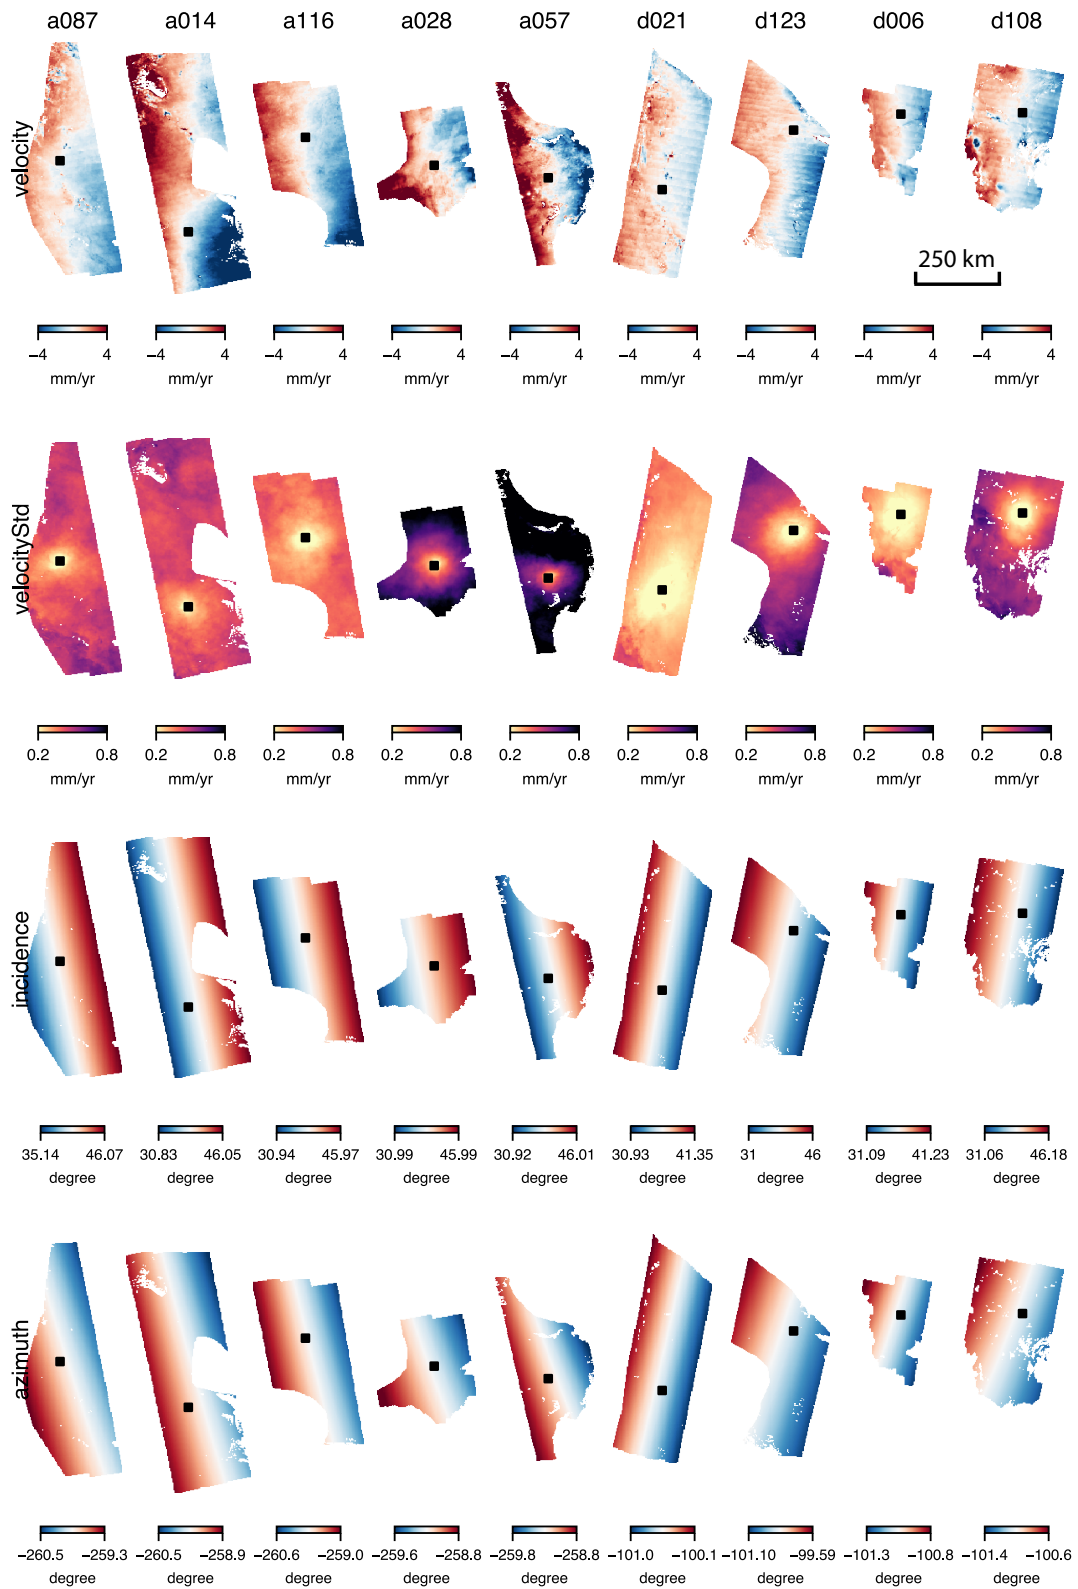 a087 a014 a116 a028 a057 d021 d123 d006 d108
velocity
250 km
−4 4 −4 4 −4 4 −4 4 −4 4 −4 4 −4 4 −4 4 −4 4
mm/yr mm/yr mm/yr mm/yr mm/yr mm/yr mm/yr mm/yr mm/yr
velocityStd
0.2 0.8 0.2 0.8 0.2 0.8 0.2 0.8 0.2 0.8 0.2 0.8 0.2 0.8 0.2 0.8 0.2 0.8
mm/yr mm/yr mm/yr mm/yr mm/yr mm/yr mm/yr mm/yr mm/yr
incidence
35.14 46.07 30.83 46.05 30.94 45.97 30.99 45.99 30.92 46.01 30.93 41.35 31 46 31.09 41.23 31.06 46.18
degree degree degree degree degree degree degree degree degree
azimuth
−260.5 −259.3 −260.5 −258.9 −260.6 −259.0 −259.6 −258.8 −259.8 −258.8 −101.0 −100.1 −101.10 −99.59 −101.3 −100.8 −101.4 −100.6
degree degree degree degree degree degree degree degree degree